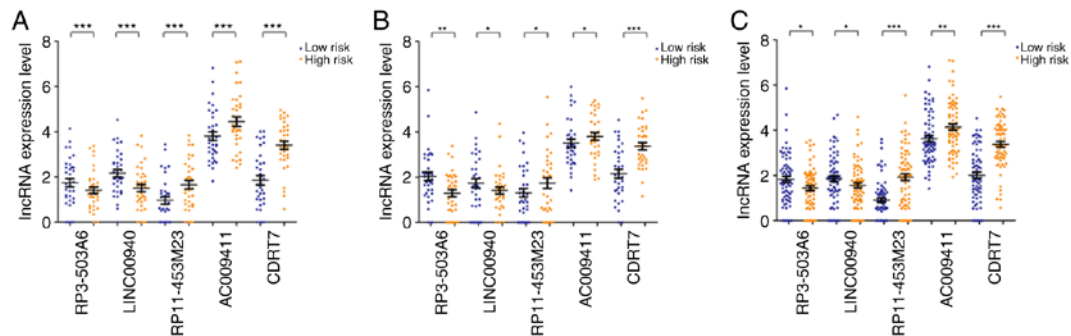 A
*** *** *** *** ***
lncRNA expression level
8
6
4
2
0
Low risk
High risk
RP3-503A6
LINC00940
RP11-453M23
AC009411
CDRT7
B
** * * * ***
lncRNA expression level
8
6
4
2
0
Low risk
High risk
RP3-503A6
LINC00940
RP11-453M23
AC009411
CDRT7
C
* * *** ** ***
lncRNA expression level
8
6
4
2
0
Low risk
High risk
RP3-503A6
LINC00940
RP11-453M23
AC009411
CDRT7